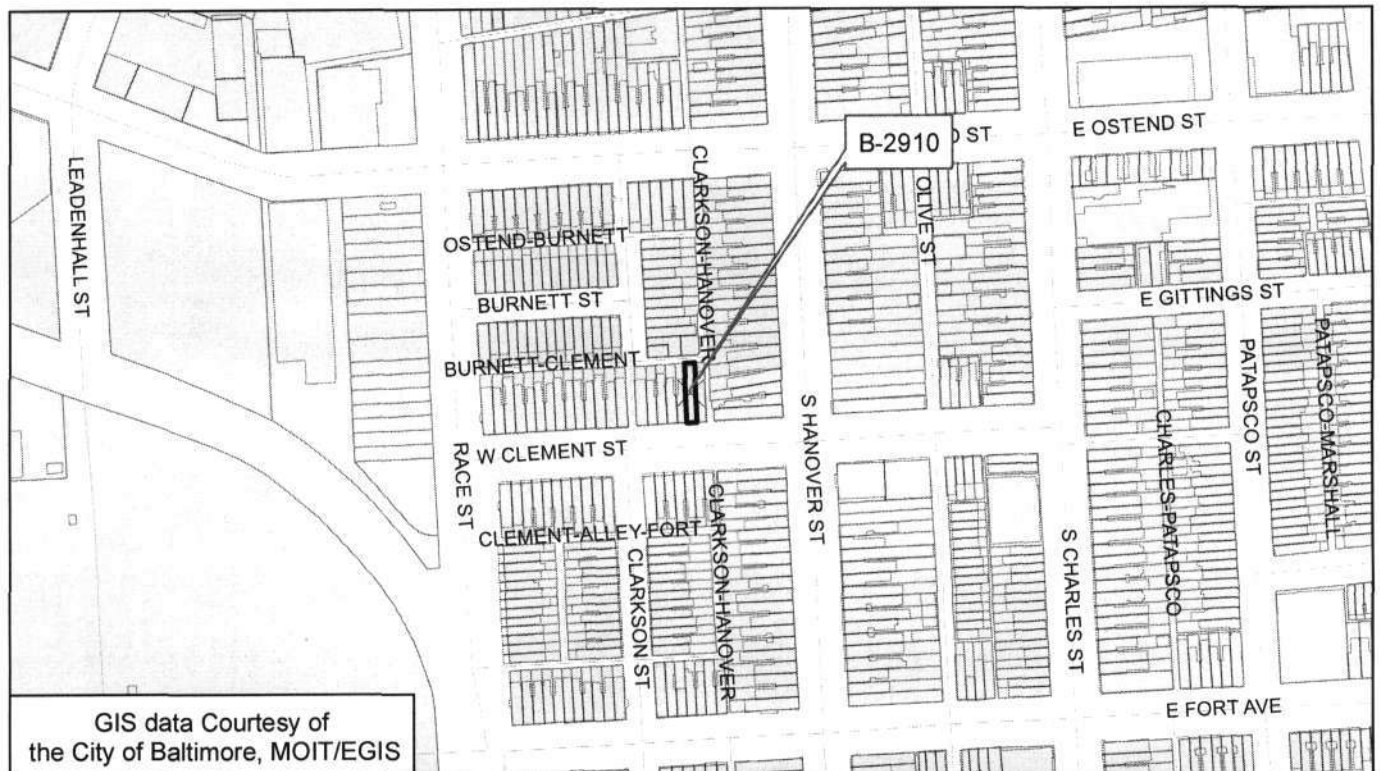 B-2910
D ST
E OSTEND ST
LEADENHALL ST
CLARKSON-HANOVER
OLIVE ST
OSTEND-BURNETT
BURNETT ST
E GITTINGS ST
BURNETT-CLEMENT
PATAPSCO ST
PATAPSCO-MARSHALL
S HANOVER ST
CHARLES-PATAPSCO
RACE ST
W CLEMENT ST
CLARKSON-HANOVER
CLEMENT-ALLEY-FORT
CLARKSON ST
S CHARLES ST
E FORT AVE
GIS data Courtesy of
the City of Baltimore, MOIT/EGIS